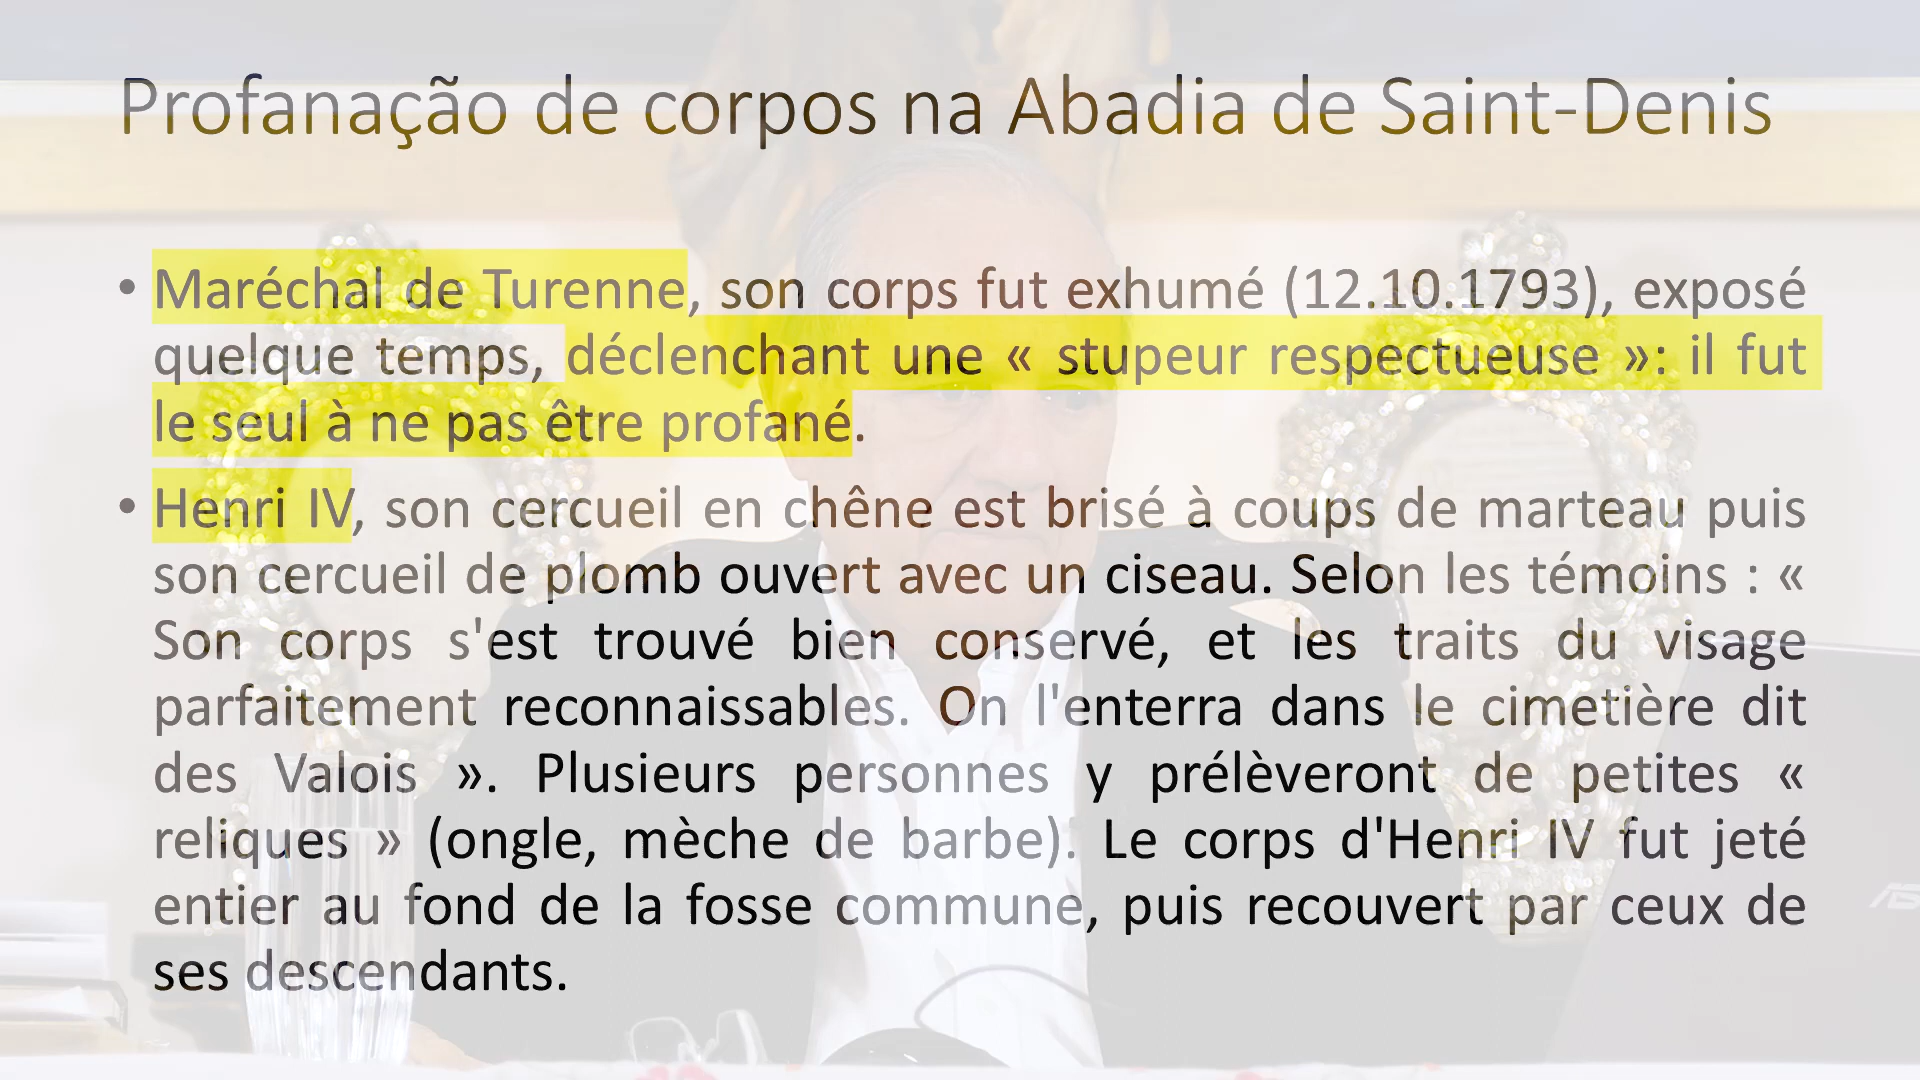 Profanação de corpos na Abadia de Saint-Denis
• Maréchal de Turenne, son corps fut exhumé (12.10.1793), exposé
quelque temps, déclenchant une « stupeur respectueuse »: il fut
le seul à ne pas être profané.
• Henri IV, son cercueil en chêne est brisé à coups de marteau puis
son cercueil de plomb ouvert avec un ciseau. Selon les témoins : «
Son corps s'est trouvé bien conservé, et les traits du visage
parfaitement reconnaissables. On l'enterra dans le cimetière dit
des Valois ». Plusieurs personnes y prélèveront de petites «
reliques » (ongle, mèche de barbe). Le corps d'Henri IV fut jeté
entier au fond de la fosse commune, puis recouvert par ceux de
ses descendants.